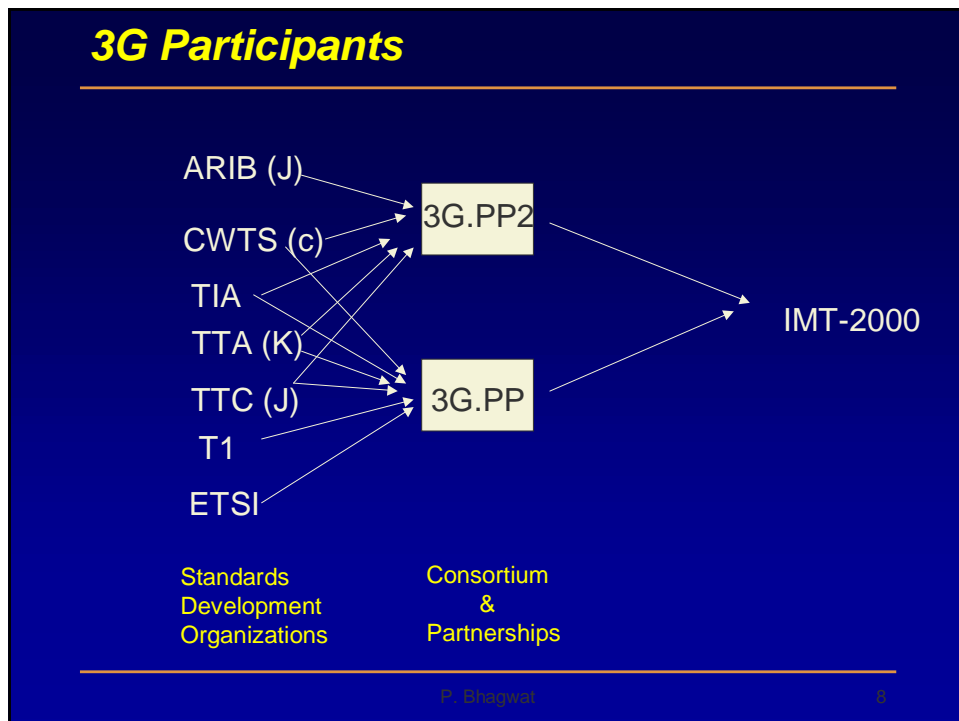 3G Participants
ARIB (J)
CWTS (c)
TIA
TTA (K)
TTC (J)
T1
ETSI
3G.PP2
3G.PP
IMT-2000
Standards
Development
Organizations
Consortium
&
Partnerships
P. Bhagwat
8